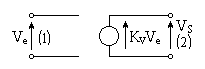 Vₑ (1) KᵥVₑ Vₛ
(2)